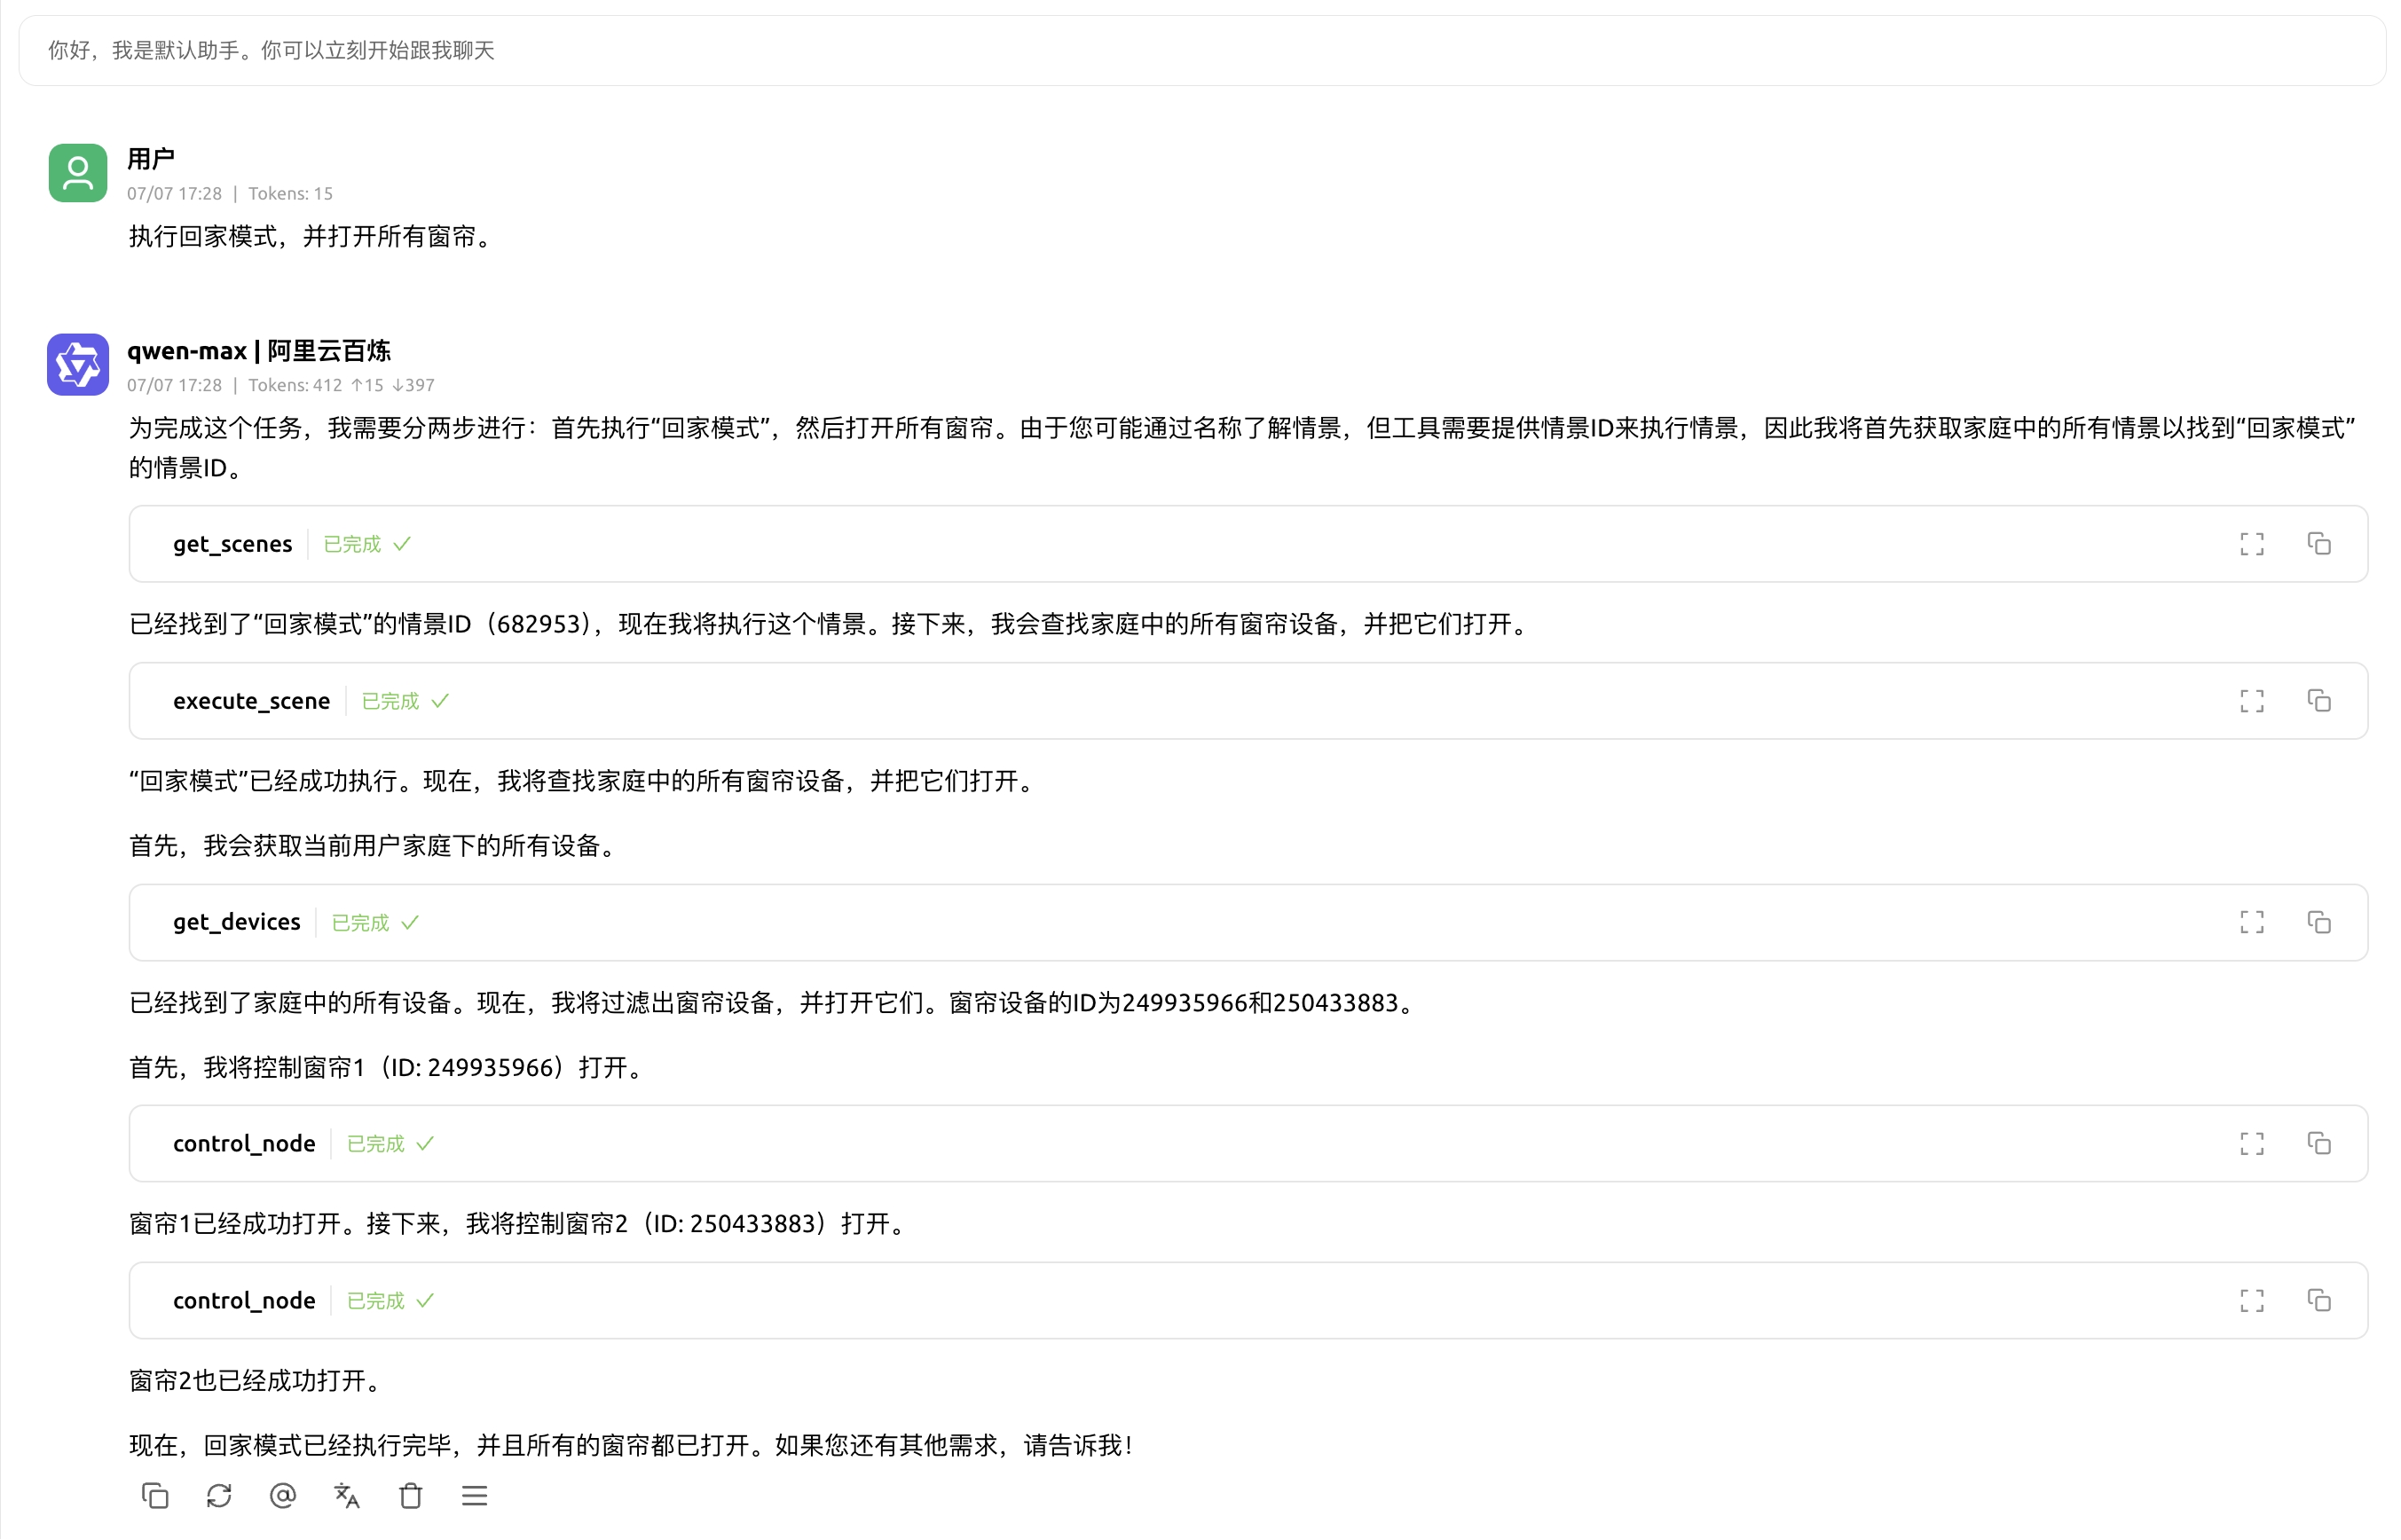 你好，我是默认助手。你可以立刻开始跟我聊天
用户
07/07 17:28 | Tokens: 15
执行回家模式，并打开所有窗帘。
qwen-max | 阿里云百炼
07/07 17:28 | Tokens: 412 ↑15 ↓397
为完成这个任务，我需要分两步进行：首先执行“回家模式”，然后打开所有窗帘。由于您可能通过名称了解情景，但工具需要提供情景ID来执行情景，因此我将首先获取家庭中的所有情景以找到“回家模式”
的情景ID。
get_scenes 已完成
已经找到了“回家模式”的情景ID（682953），现在我将执行这个情景。接下来，我会查找家庭中的所有窗帘设备，并把它们打开。
execute_scene 已完成
“回家模式”已经成功执行。现在，我将查找家庭中的所有窗帘设备，并把它们打开。
首先，我会获取当前用户家庭下的所有设备。
get_devices 已完成
已经找到了家庭中的所有设备。现在，我将过滤出窗帘设备，并打开它们。窗帘设备的ID为249935966和250433883。
首先，我将控制窗帘1（ID: 249935966）打开。
control_node 已完成
窗帘1已经成功打开。接下来，我将控制窗帘2（ID: 250433883）打开。
control_node 已完成
窗帘2也已经成功打开。
现在，回家模式已经执行完毕，并且所有的窗帘都已打开。如果您还有其他需求，请告诉我！